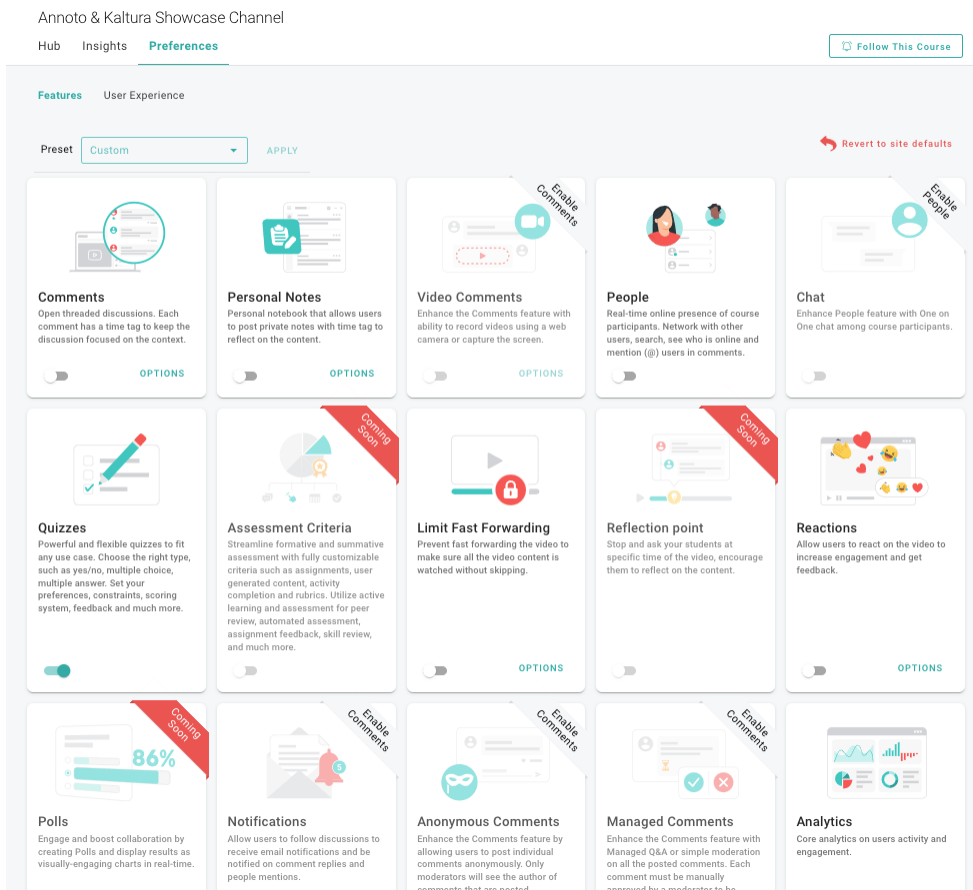 Annoto & Kaltura Showcase Channel
Hub
Insights
Preferences
Follow This Course
Features
User Experience
Preset
Custom
APPLY
Revert to site defaults
Comments
Open threaded discussions. Each
comment has a time tag to keep the
discussion focused on the context.
OPTIONS
Personal Notes
Personal notebook that allows users
to post private notes with time tag to
reflect on the content.
OPTIONS
Enable
Comments
Video Comments
Enhance the Comments feature with
ability to record videos using a web
camera or capture the screen.
OPTIONS
People
Real-time online presence of course
participants. Network with other
users, search, see who is online and
mention (@) users in comments.
Enable
People
Chat
Enhance People feature with One on
One chat among course participants.
Quizzes
Powerful and flexible quizzes to fit
any use case. Choose the right type,
such as yes/no, multiple choice,
multiple answer. Set your
preferences, constraints, scoring
system, feedback and much more.
Coming
Soon
Assessment Criteria
Streamline formative and summative
assessment with fully customizable
criteria such as assignments, user
generated content, activity
completion and rubrics. Utilize active
learning and assessment for peer
review, automated assessment,
assignment feedback, skill review,
and much more.
Limit Fast Forwarding
Prevent fast forwarding the video to
make sure all the video content is
watched without skipping.
OPTIONS
Coming
Soon
Reflection point
Stop and ask your students at
specific time of the video, encourage
them to reflect on the content.
Reactions
Allow users to react on the video to
increase engagement and get
feedback.
OPTIONS
Coming
Soon
86%
Polls
Engage and boost collaboration by
creating Polls and display results as
visually-engaging charts in real-time.
Enable
Comments
5
Notifications
Allow users to follow discussions to
receive email notifications and be
notified on comment replies and
people mentions.
Enable
Comments
Anonymous Comments
Enhance the Comments feature by
allowing users to post individual
comments anonymously. Only
moderators will see the author of
comments that are posted
Enable
Comments
Managed Comments
Enhance the Comments feature with
Managed Q&A or simple moderation
on all the posted comments. Each
comment must be manually
approved by a moderator to be
Analytics
Core analytics on users activity and
engagement.